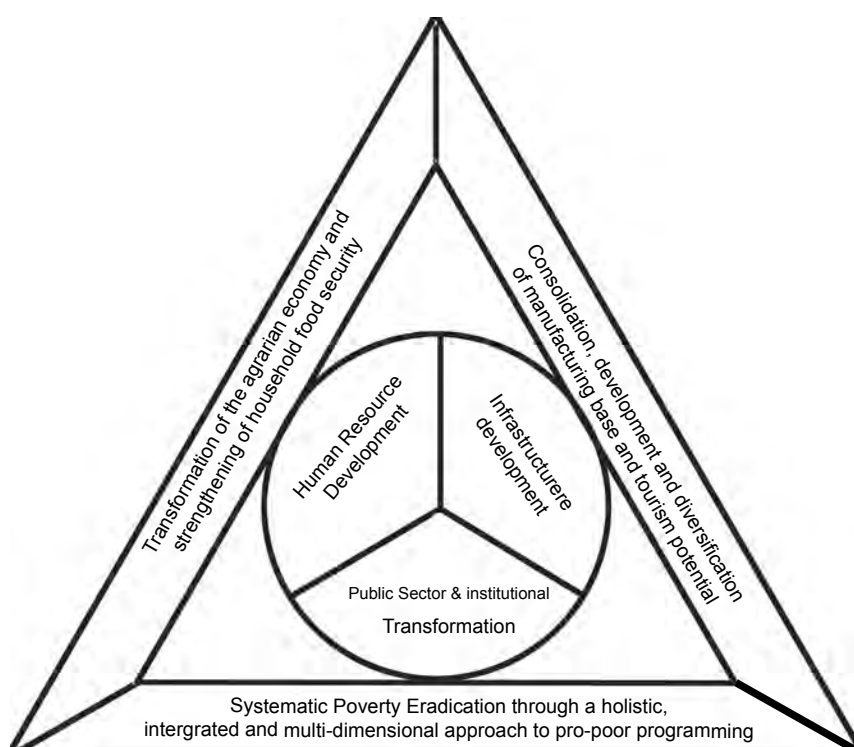 Transformation of the agrarian economy and
strengthening of household food security
Consolidation, development and diversification
of manufacturing base and tourism potential
Human Resource
Development
Infrastructurere
development
Public Sector & institutional
Transformation
Systematic Poverty Eradication through a holistic,
intergrated and multi-dimensional approach to pro-poor programming